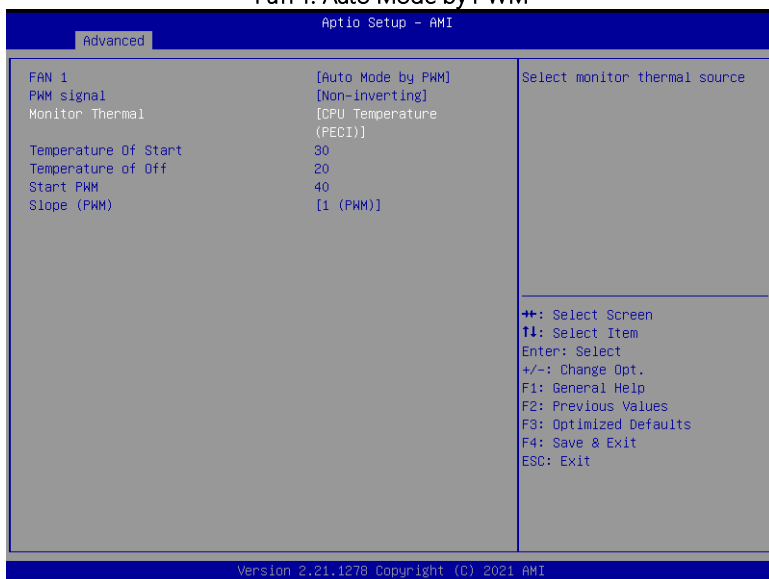 Fan 1: Auto Mode by PWM
Aptio Setup – AMI
Advanced
FAN 1 [Auto Mode by PWM]
PWM signal [Non-inverting]
Monitor Thermal [CPU Temperature
(PECI)]
Temperature Of Start 30
Temperature of Off 20
Start PWM 40
Slope (PWM) [1 (PWM)]
Select monitor thermal source
→←: Select Screen
↑↓: Select Item
Enter: Select
+/-: Change Opt.
F1: General Help
F2: Previous Values
F3: Optimized Defaults
F4: Save & Exit
ESC: Exit
Version 2.21.1278 Copyright (C) 2021 AMI